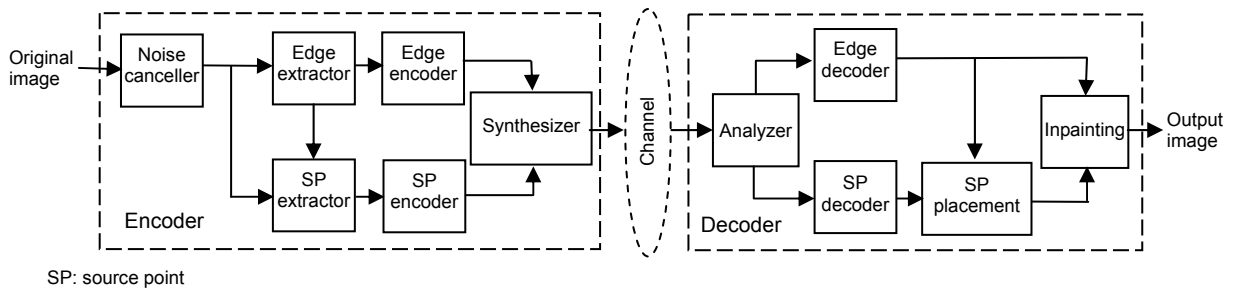 Original
image
Noise
canceller
Edge
extractor
Edge
encoder
SP
extractor
SP
encoder
Synthesizer
Encoder
Channel
Analyzer
Edge
decoder
SP
decoder
SP
placement
Inpainting
Decoder
Output
image
SP: source point